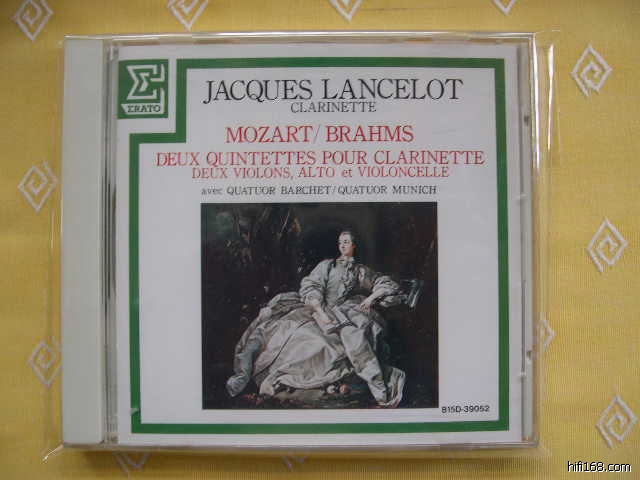 ERATO
JACQUES LANCELOT
CLARINETTE
MOZART/BRAHMS
DEUX QUINTETTES POUR CLARINETTE
DEUX VIOLONS, ALTO et VIOLONCELLE
avec QUATUOR BARCHET/QUATUOR MUNICH
B15D-39052
hifi168.com